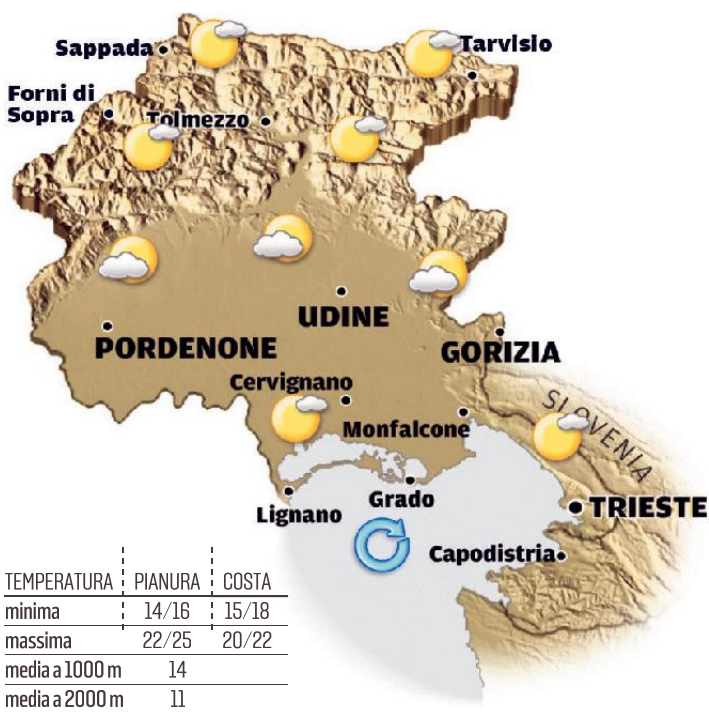 Sappada
Tarvisio
Forni di
Sopra
Tolmezzo
UDINE
PORDENONE
GORIZIA
Cervignano
SLOVENIA
Monfalcone
Lignano
Grado
TRIESTE
Capodistria
TEMPERATURA PIANURA COSTA
minima 14/16 15/18
massima 22/25 20/22
media a 1000 m 14
media a 2000 m 11